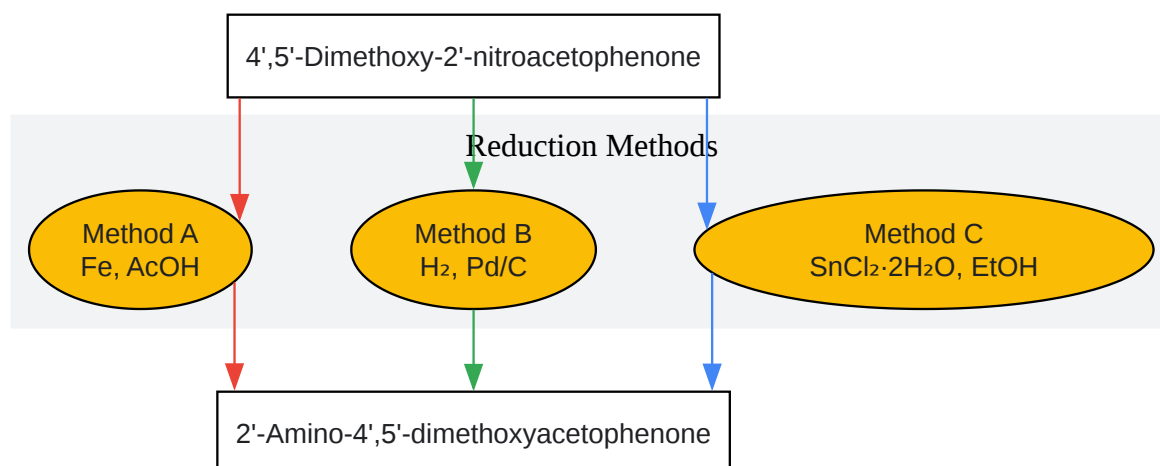 4',5'-Dimethoxy-2'-nitroacetophenone
Reduction Methods
Method A
Fe, AcOH
Method B
H₂, Pd/C
Method C
SnCl₂·2H₂O, EtOH
2'-Amino-4',5'-dimethoxyacetophenone